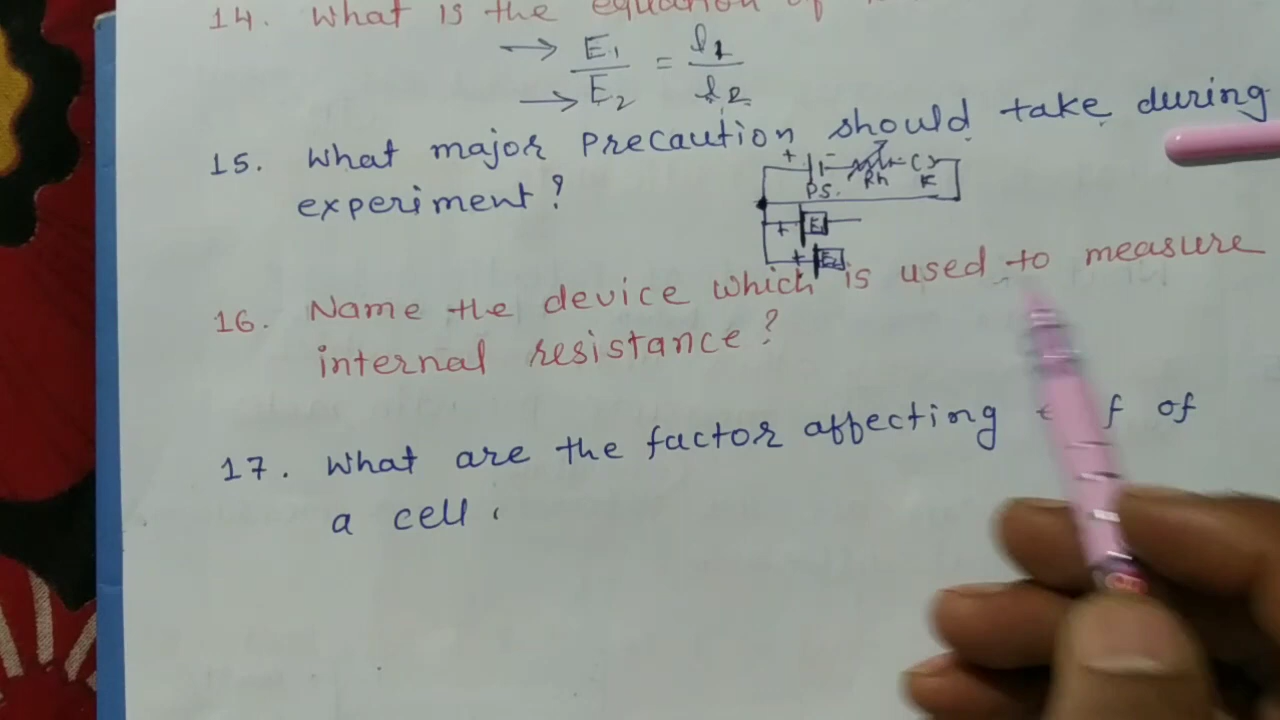 14. What is the equation of
E₁ / E₂ = l₁ / l₂
15. What major precaution should take during
experiment?
+ -
P.S. Rh K
+ E₁
+ E₂
16. Name the device which is used to measure
internal resistance?
17. What are the factor affecting f of
a cell.